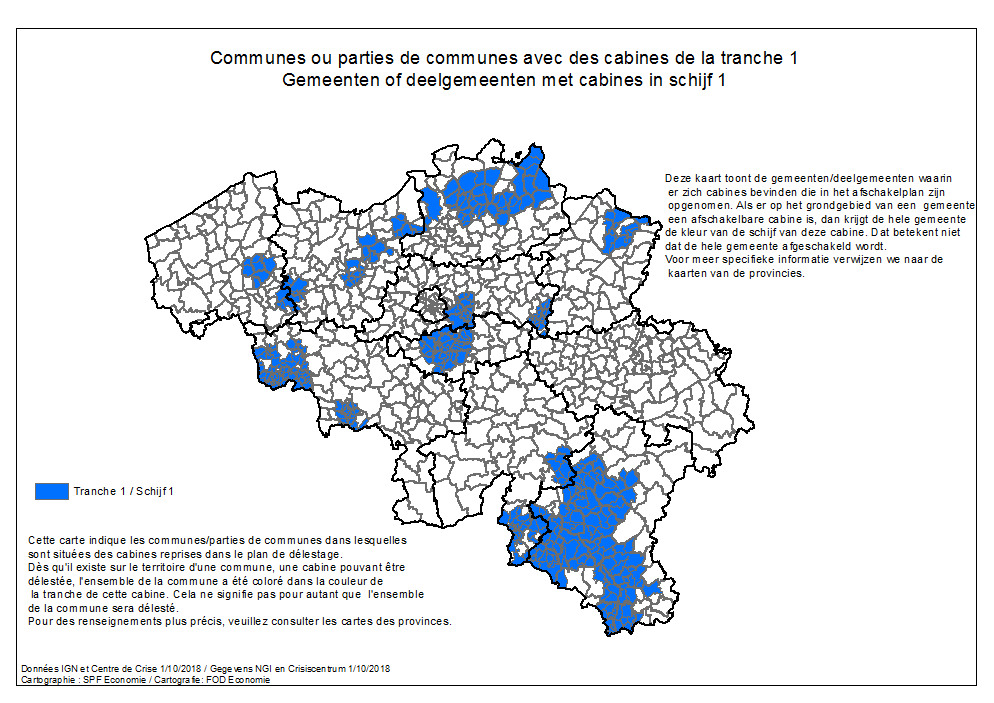 Communes ou parties de communes avec des cabines de la tranche 1
Gemeenten of deelgemeenten met cabines in schijf 1
Deze kaart toont de gemeenten/deelgemeenten waarin
er zich cabines bevinden die in het afschakelplan zijn
opgenomen. Als er op het grondgebied van een gemeente
een afschakelbare cabine is, dan krijgt de hele gemeente
de kleur van de schijf van deze cabine. Dat betekent niet
dat de hele gemeente afgeschakeld wordt.
Voor meer specifieke informatie verwijzen we naar de
kaarten van de provincies.
Tranche 1 / Schijf 1
Cette carte indique les communes/parties de communes dans lesquelles
sont situées des cabines reprises dans le plan de délestage.
Dès qu'il existe sur le territoire d'une commune, une cabine pouvant être
délestée, l'ensemble de la commune a été coloré dans la couleur de
la tranche de cette cabine. Cela ne signifie pas pour autant que l'ensemble
de la commune sera délesté.
Pour des renseignements plus précis, veuillez consulter les cartes des provinces.
Données IGN et Centre de Crise 1/10/2018 / Gegevens NGI en Crisiscentrum 1/10/2018
Cartographie : SPF Economie / Cartografie: FOD Economie